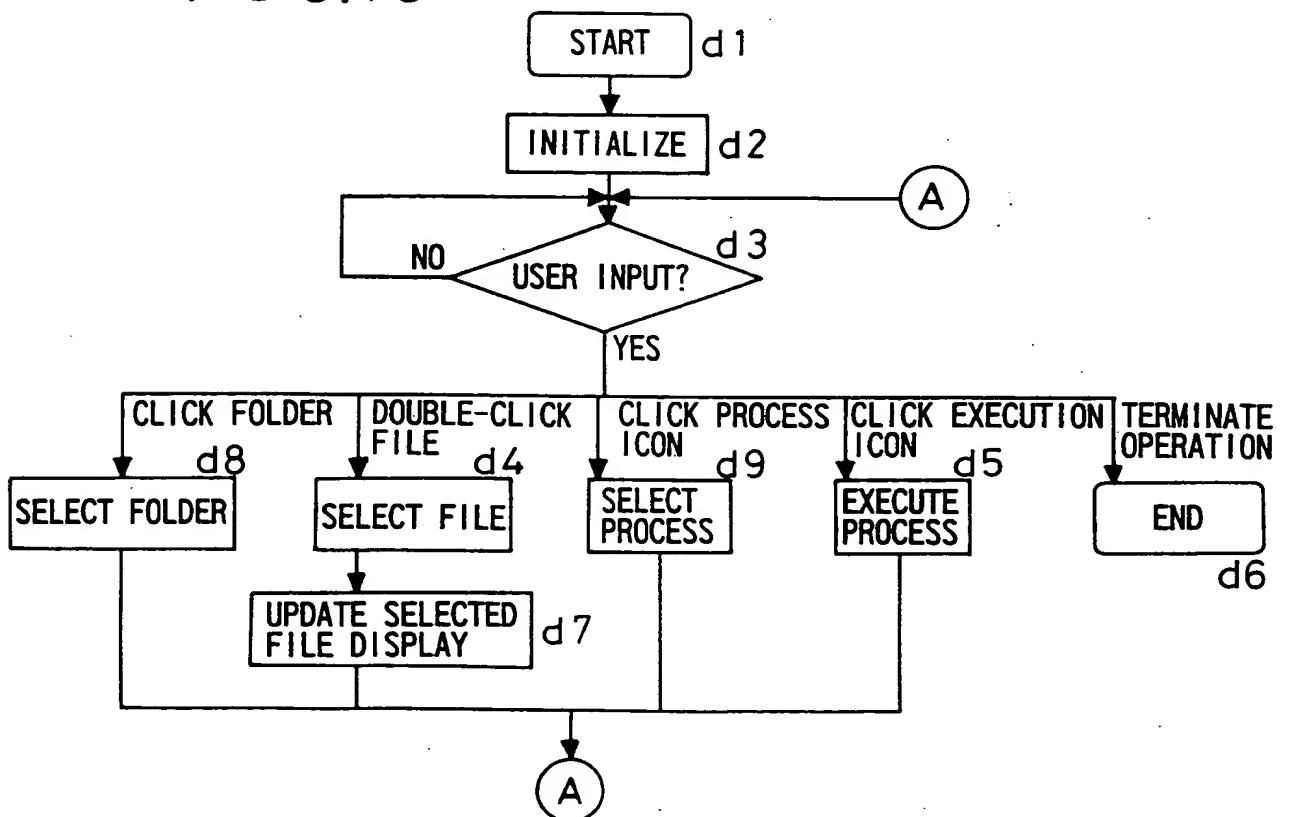 START d1
INITIALIZE d2
A
d3
NO
USER INPUT?
YES
CLICK FOLDER
DOUBLE-CLICK
FILE
CLICK PROCESS
ICON
CLICK EXECUTION
ICON
TERMINATE
OPERATION
d8
d4
d9
d5
SELECT FOLDER
SELECT FILE
SELECT
PROCESS
EXECUTE
PROCESS
END
d6
UPDATE SELECTED
FILE DISPLAY
d7
A